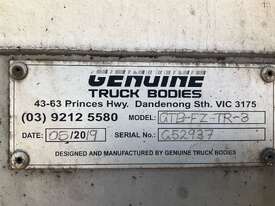 GENUINE
TRUCK BODIES
43-63 Princes Hwy. Dandenong Sth. VIC 3175
(03) 9212 5580 MODEL: GTB-FZ-TR-3
DATE: 06/2019 SERIAL No.: G52937
DESIGNED AND MANUFACTURED BY GENUINE TRUCK BODIES